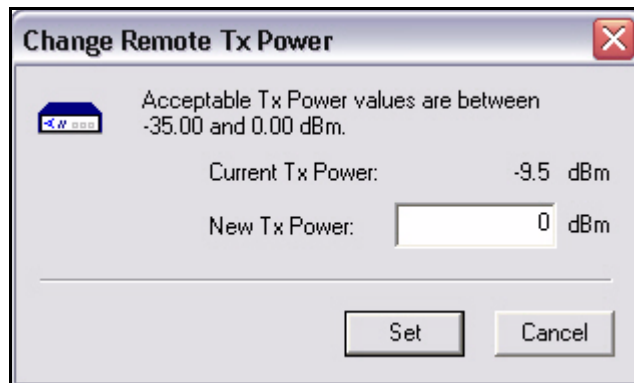 Change Remote Tx Power
Acceptable Tx Power values are between
-35.00 and 0.00 dBm.
Current Tx Power: -9.5 dBm
New Tx Power: 0 dBm
Set Cancel